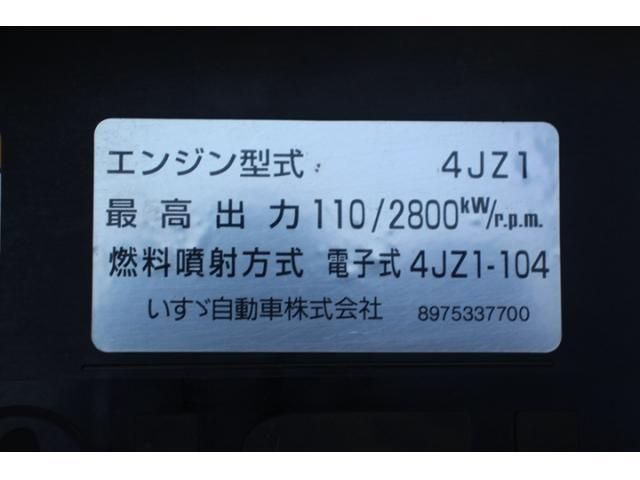 エンジン型式 4JZ1
最高出力 110/2800kW/r.p.m.
燃料噴射方式 電子式 4JZ1-104
いすゞ自動車株式会社 8975337700